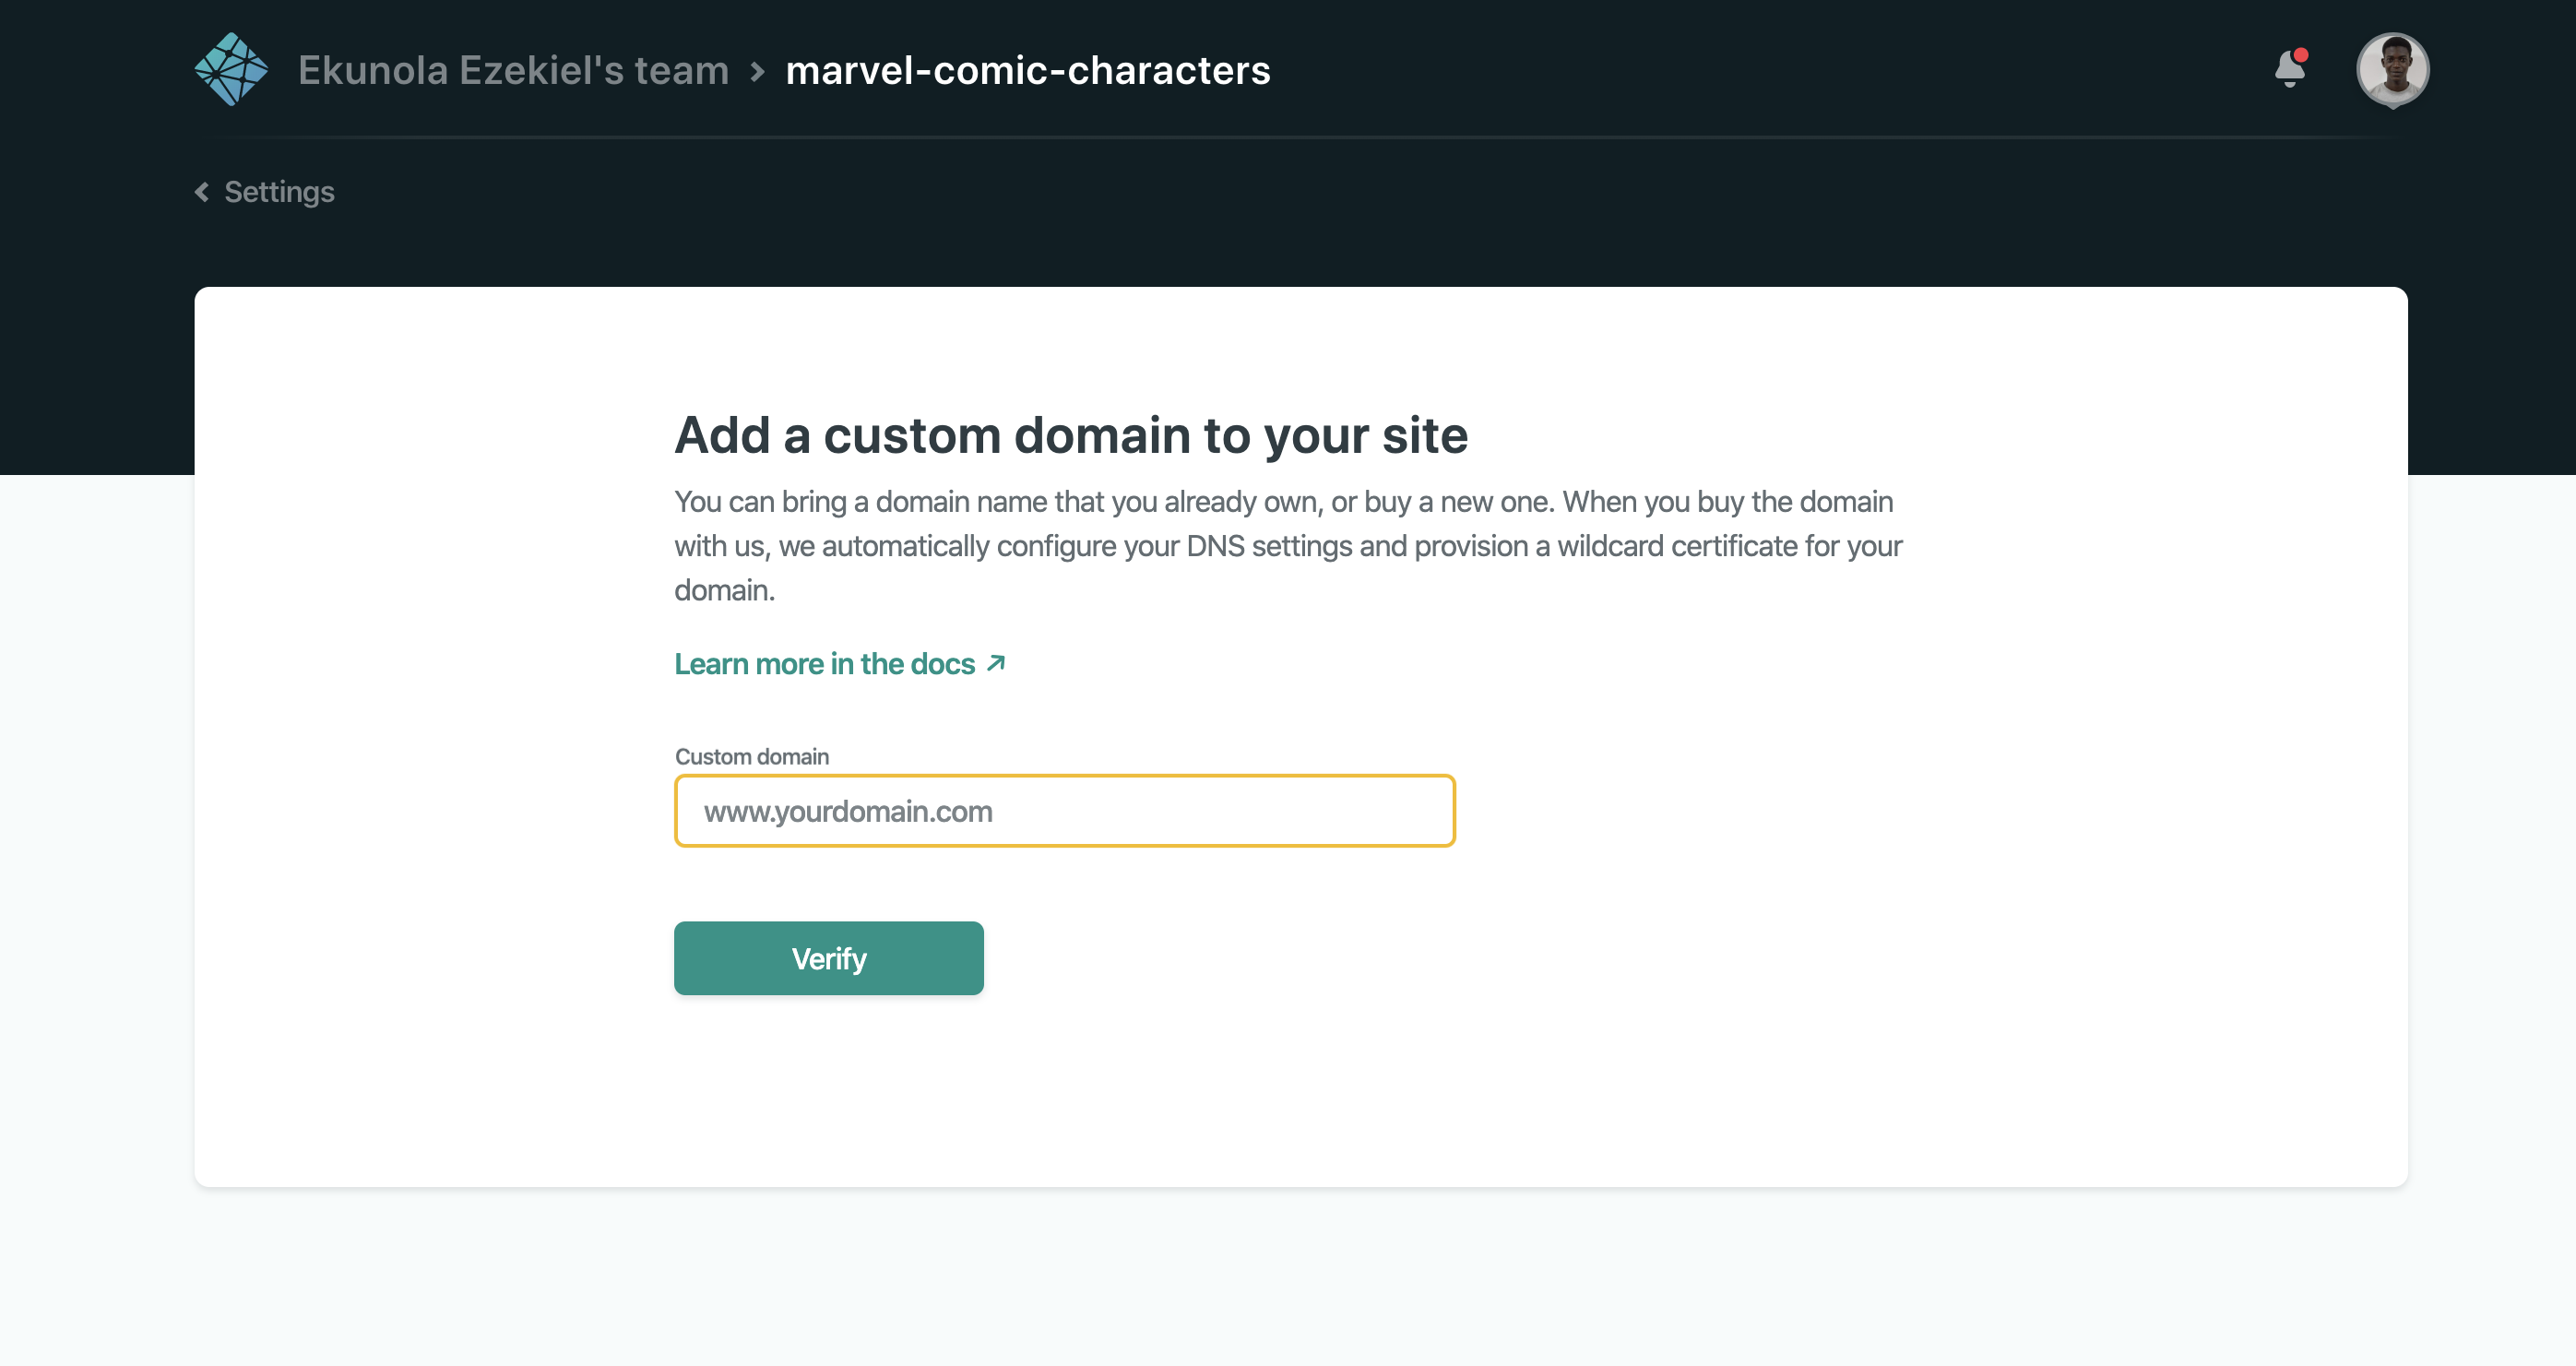 Ekunola Ezekiel's team > marvel-comic-characters
Settings
Add a custom domain to your site
You can bring a domain name that you already own, or buy a new one. When you buy the domain
with us, we automatically configure your DNS settings and provision a wildcard certificate for your
domain.
Learn more in the docs
Custom domain
www.yourdomain.com
Verify